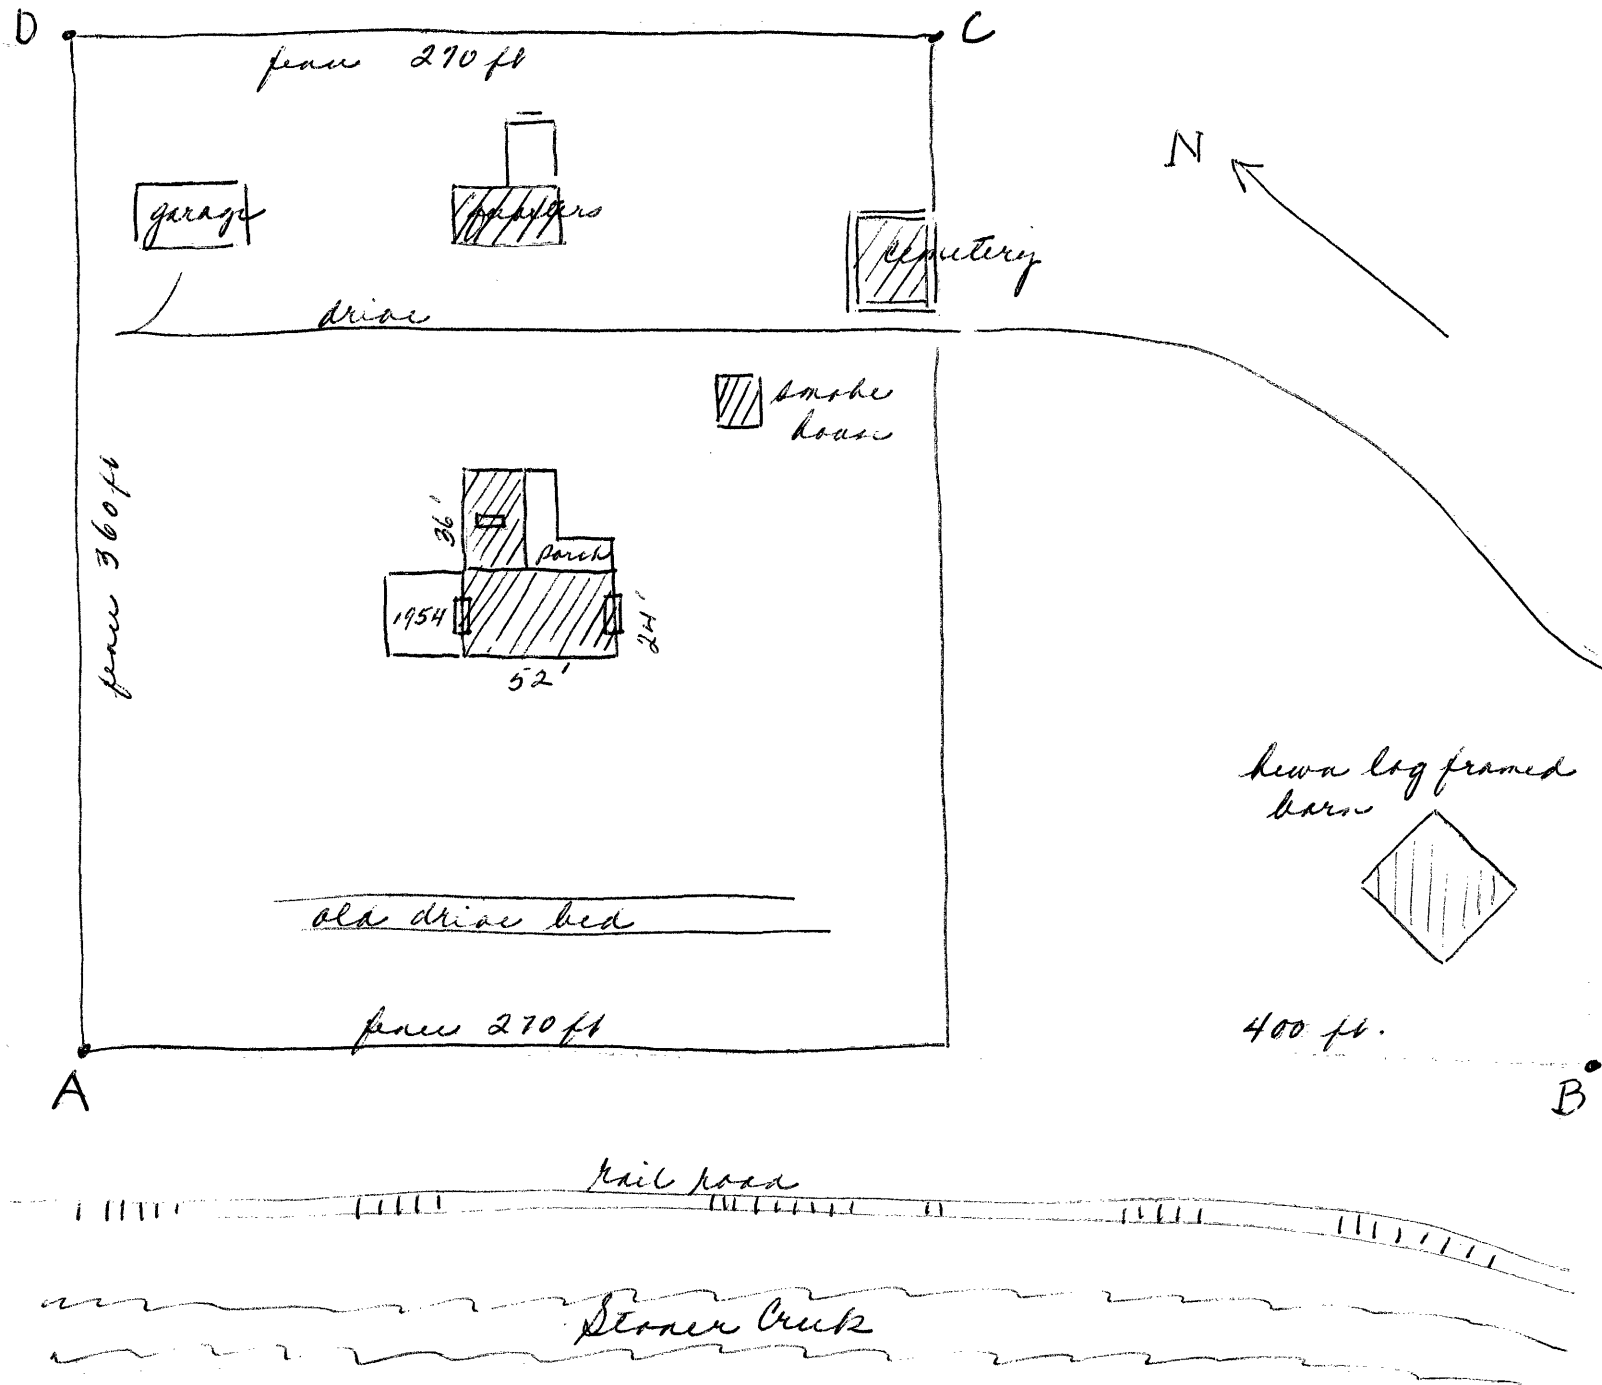 D
C
fence 270 ft
N
garage
quarters
cemetery
drive
smoke
house
fence 360 ft
36'
porch
1954
24'
52'
hewn log framed
barn
old drive bed
fence 270 ft
400 ft.
A
B
rail road
Stoner Creek